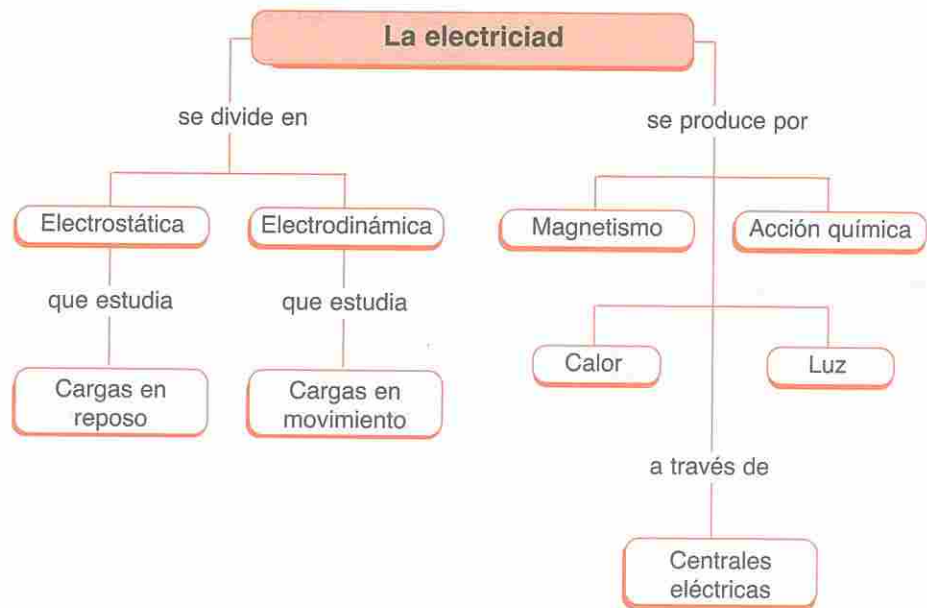 La electriciad
se divide en
se produce por
Electrostática
Electrodinámica
Magnetismo
Acción química
que estudia
que estudia
Calor
Luz
Cargas en
reposo
Cargas en
movimiento
a través de
Centrales
eléctricas